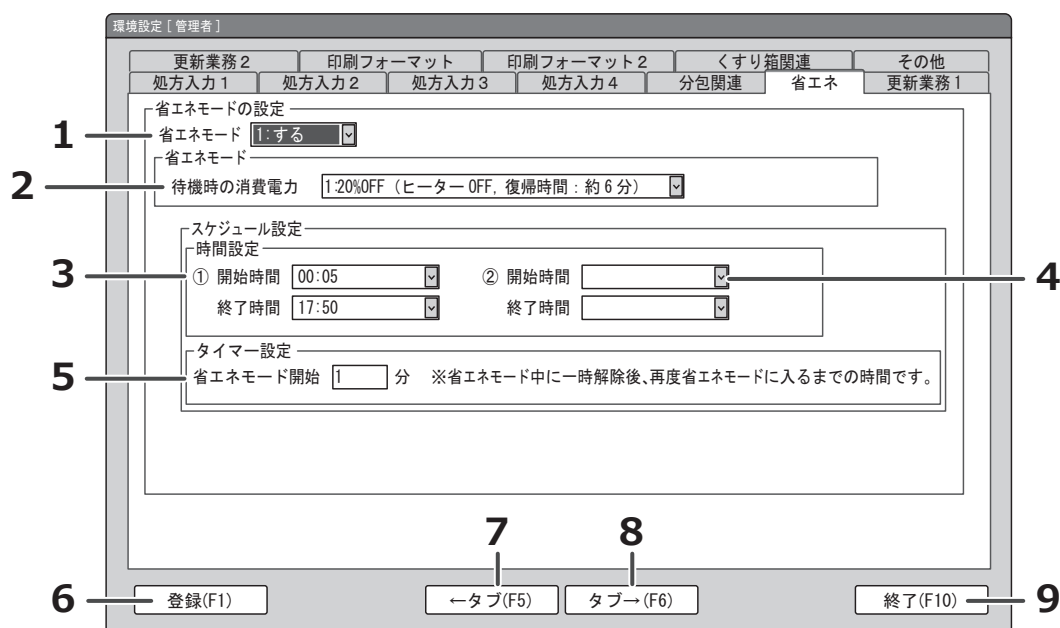 環境設定 [ 管理者 ]
更新業務2 印刷フォーマット 印刷フォーマット2 くすり箱関連 その他
処方入力1 処方入力2 処方入力3 処方入力4 分包関連 省エネ 更新業務1
省エネモードの設定
1 省エネモード 1:する
省エネモード
2 待機時の消費電力 1:20%OFF (ヒーター OFF, 復帰時間:約6分)
スケジュール設定
時間設定
3 ① 開始時間 00:05 ② 開始時間 4
終了時間 17:50 終了時間
タイマー設定
5 省エネモード開始 1 分 ※省エネモード中に一時解除後、再度省エネモードに入るまでの時間です。
7 8
6 登録(F1) ←タブ(F5) タブ→(F6) 終了(F10) 9